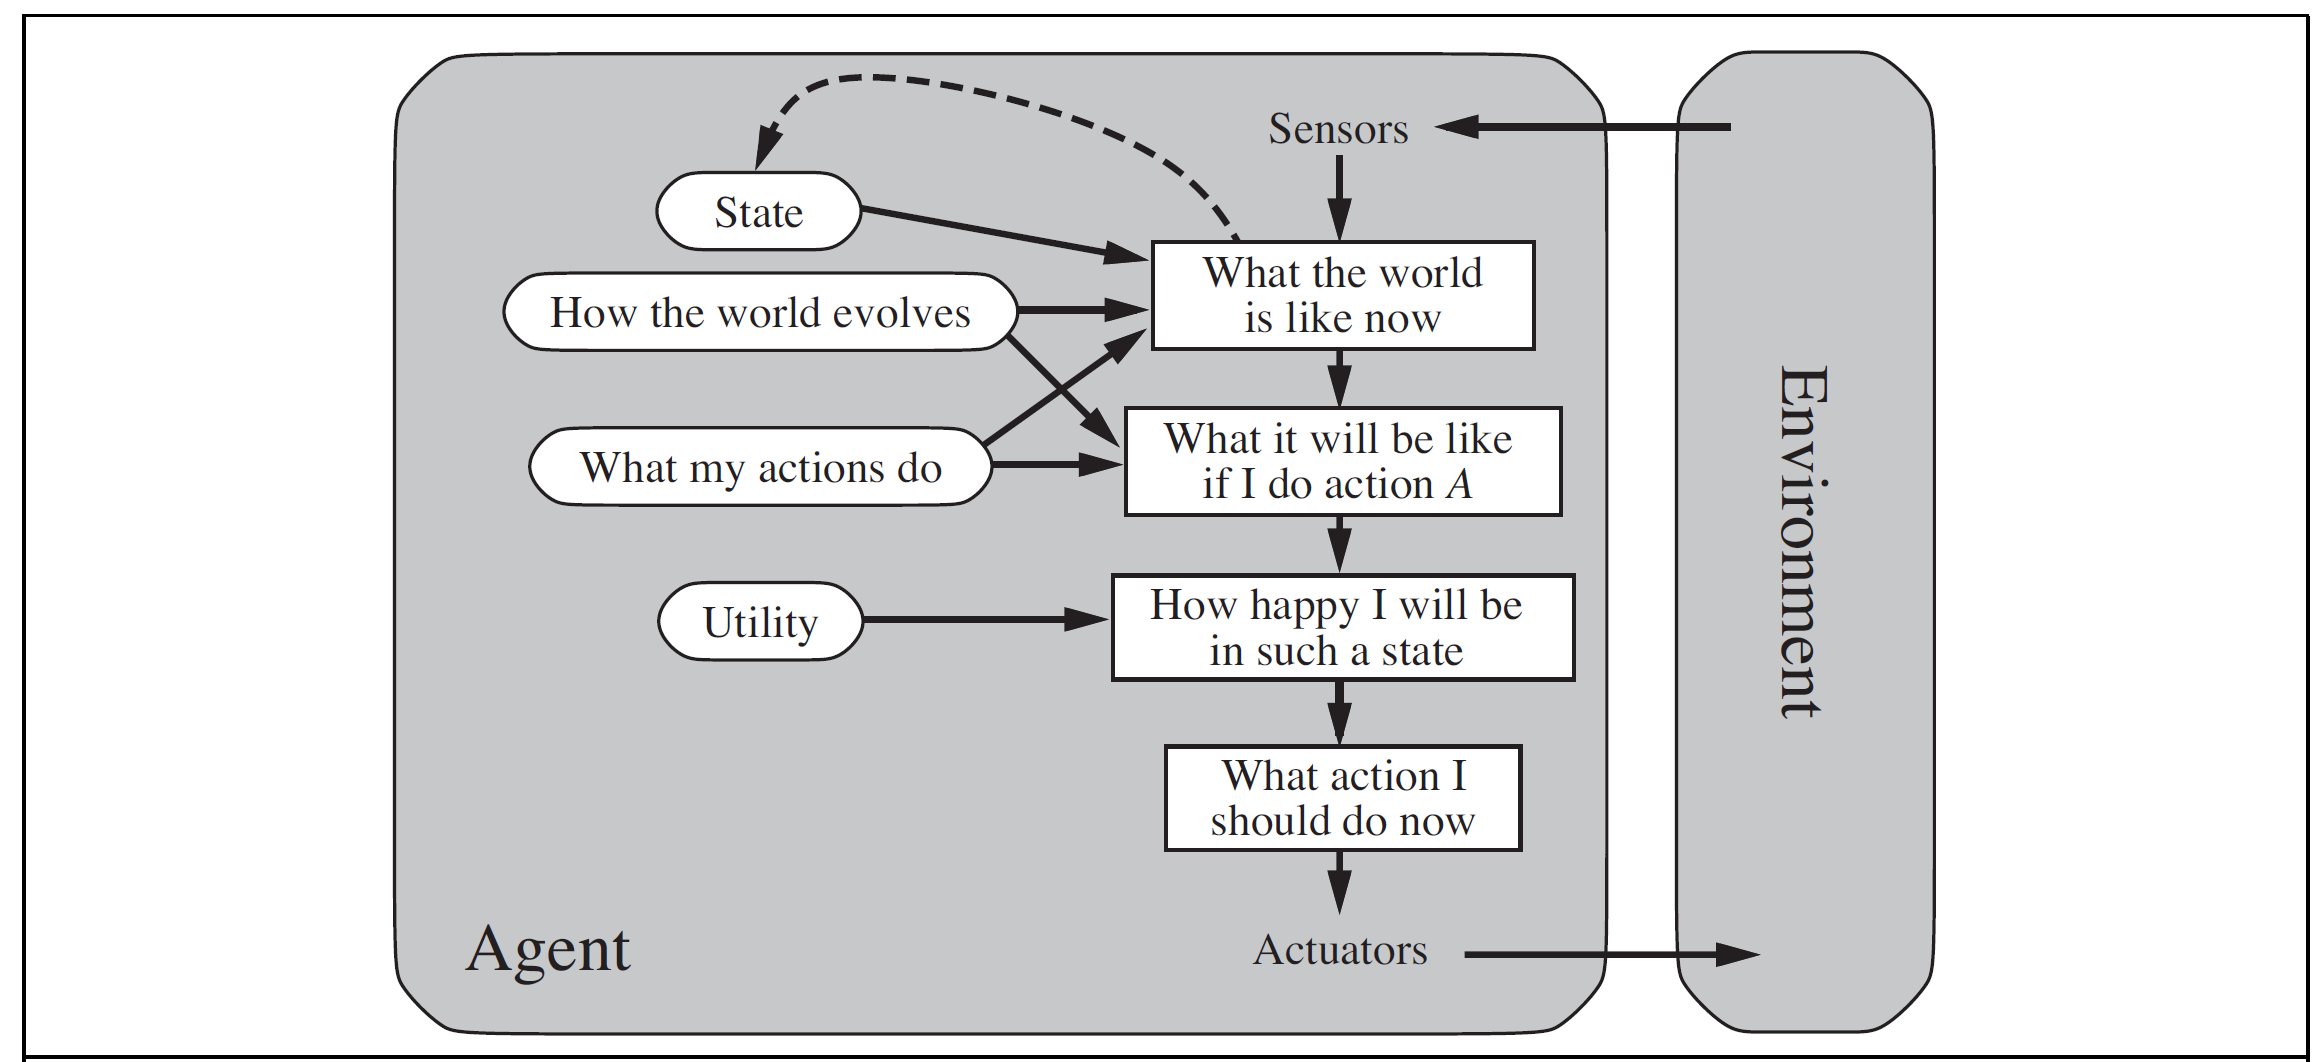 Sensors
State
What the world
is like now
How the world evolves
What it will be like
if I do action A
What my actions do
How happy I will be
in such a state
Utility
What action I
should do now
Agent
Actuators
Environment